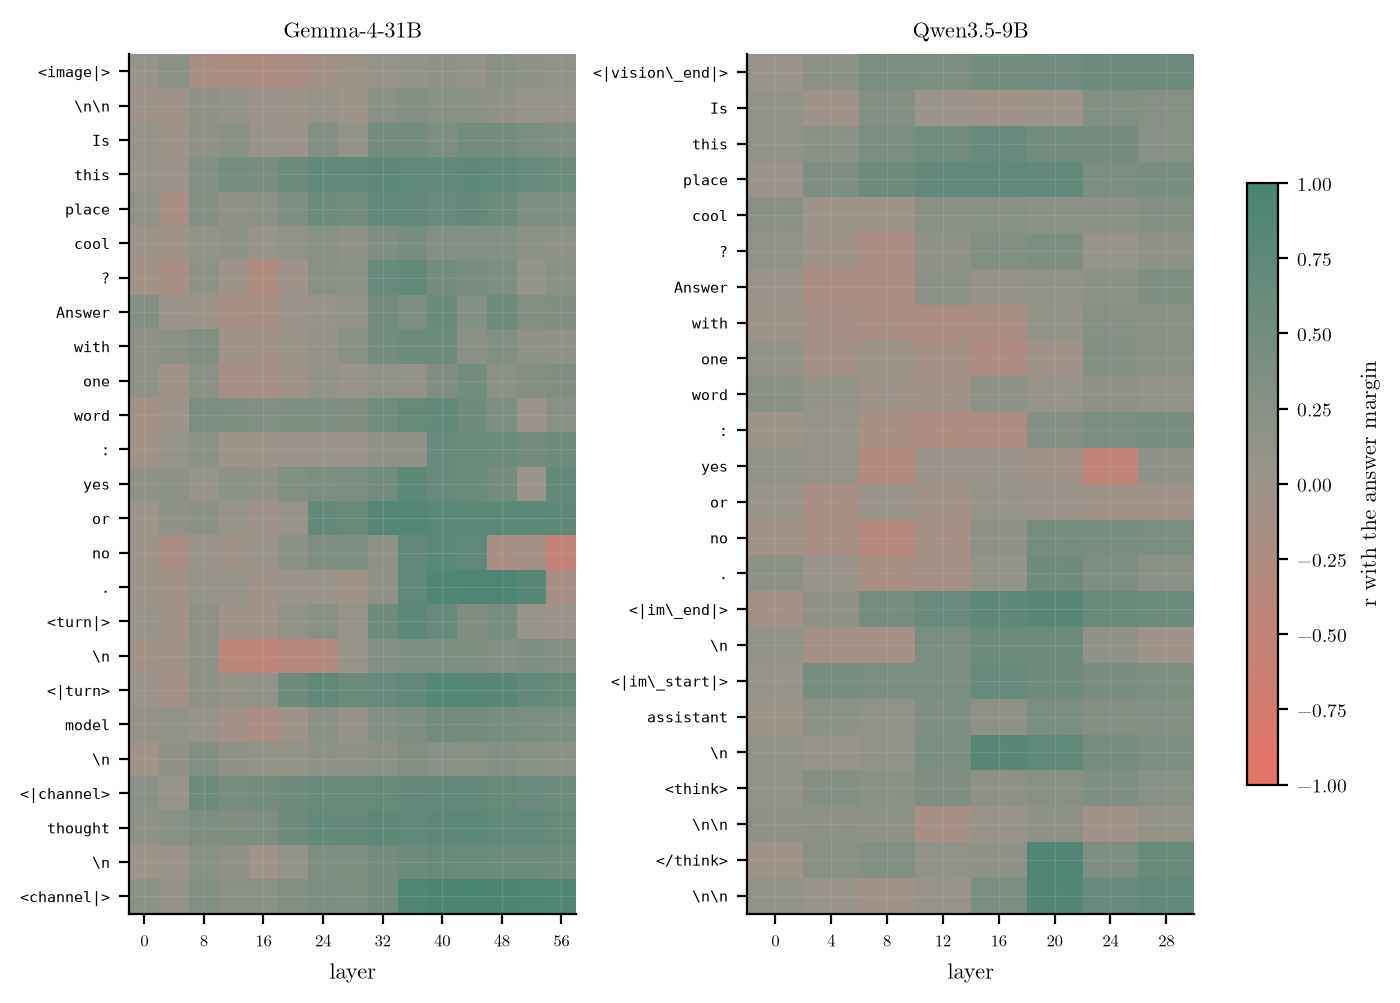 Gemma-4-31B
<image|>
\n\n
Is
this
place
cool
?
Answer
with
one
word
:
yes
or
no
.
<turn|>
\n
<|turn>
model
\n
<|channel>
thought
\n
<channel|>
0 8 16 24 32 40 48 56
layer
Qwen3.5-9B
<|vision\_end|>
Is
this
place
cool
?
Answer
with
one
word
:
yes
or
no
.
<|im\_end|>
\n
<|im\_start|>
assistant
\n
<think>
\n\n
</think>
\n\n
0 4 8 12 16 20 24 28
layer
1.00
0.75
0.50
0.25
0.00
−0.25
−0.50
−0.75
−1.00
r with the answer margin